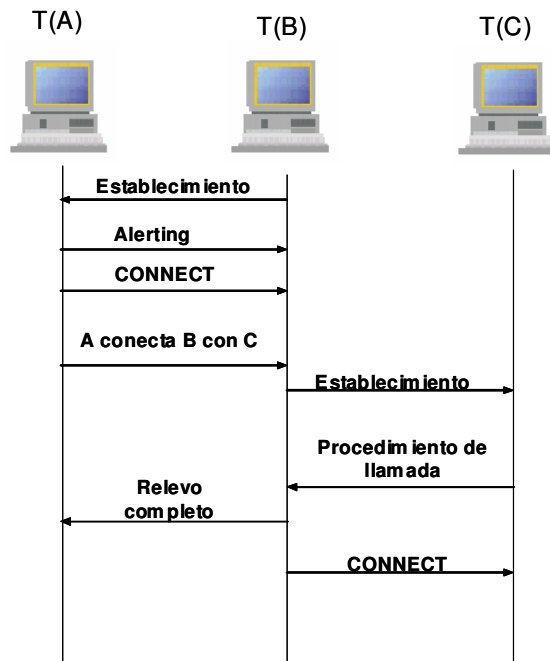 T(A)
T(B)
T(C)
Establecimiento
Alerting
CONNECT
A conecta B con C
Establecimiento
Procedimiento de
llamada
Relevo
completo
CONNECT